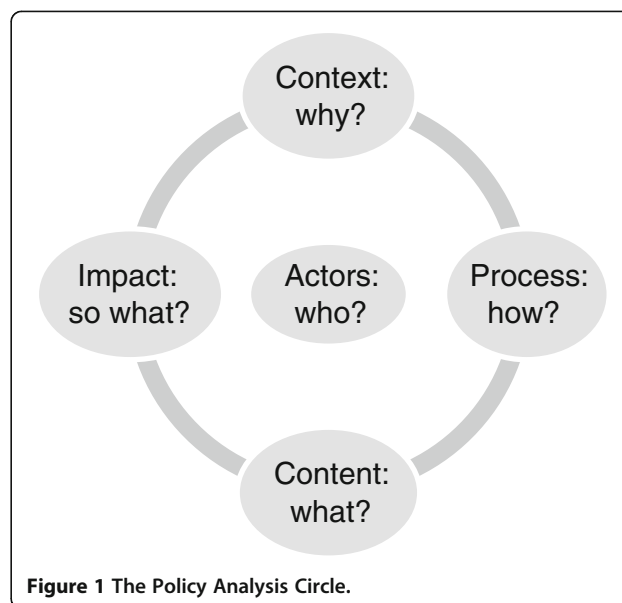 Context:
why?
Impact:
so what?
Actors:
who?
Process:
how?
Content:
what?
Figure 1 The Policy Analysis Circle.